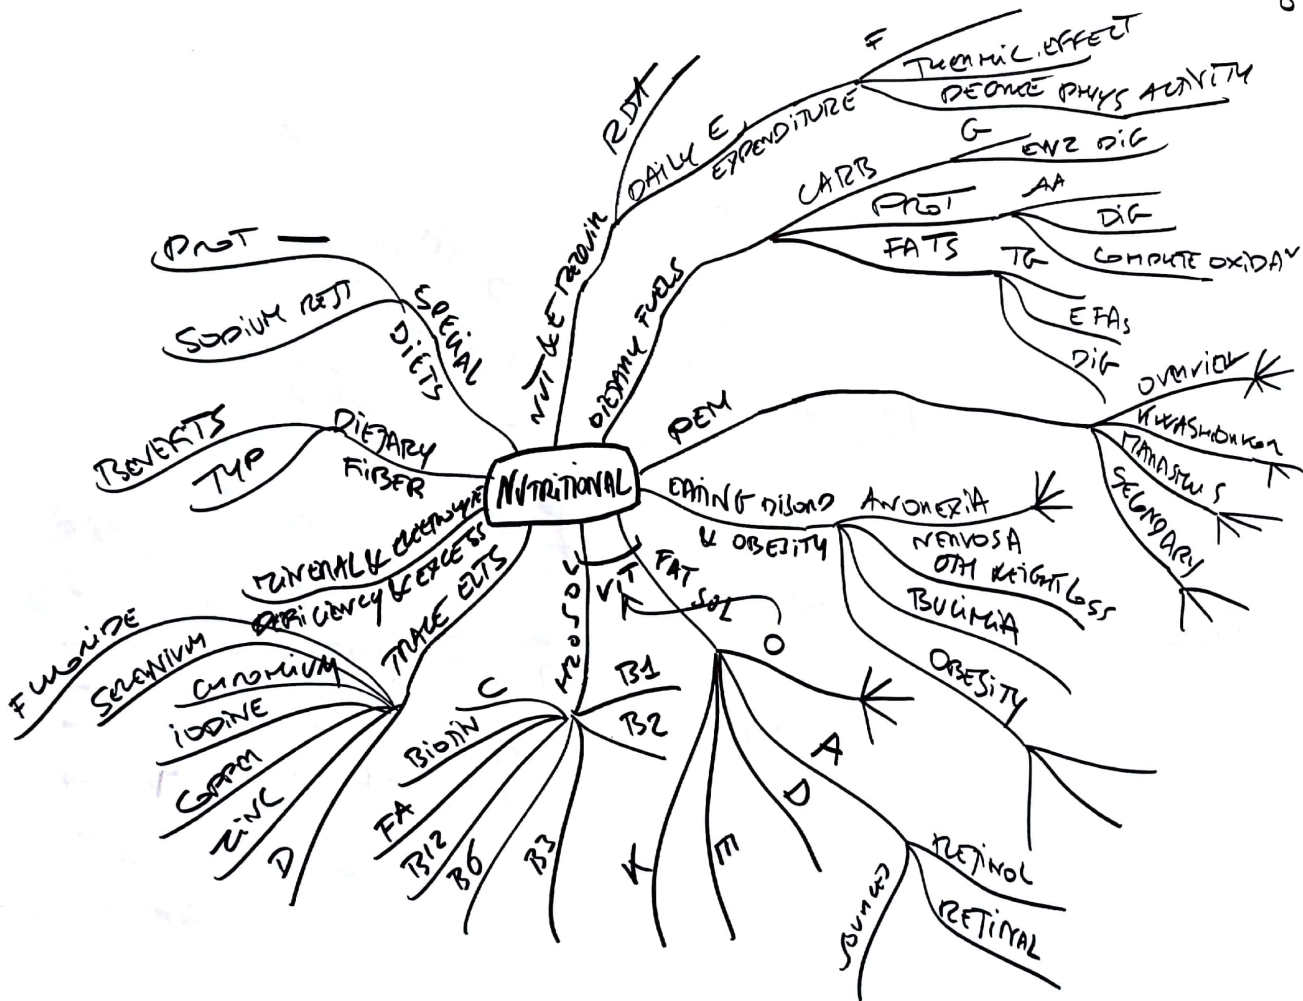 NUTRITIONAL
NUT & E REQUIR
RDA
DAILY E
EXPENDITURE
F
THERMIC EFFECT
DEGREE PHYS ACTIVITY
DIETARY FUELS
CARB
G
ENZ DIG
PROT
AA
DIG
COMPLETE OXIDA
FATS
TG
EFAs
DIG
PEM
OVERVIEW
KWASHIORKOR
MARASMUS
SECONDARY
EATING DISORD
& OBESITY
ANOREXIA
NERVOSA
OTH WEIGHT LOSS
BULIMIA
OBESITY
VIT
FAT
SOL
O
A
RETINOL
RETINAL
SOURCES
D
E
K
H2O SOL
B1
B2
B3
B6
B12
FA
BIOTIN
C
TRACE ELTS
FLUORIDE
SELENIUM
CHROMIUM
IODINE
COPPER
ZINC
D
MINERAL & ELECTROLYTE
DEFICIENCY & EXCESS
DIETARY
FIBER
BENEFITS
TYP
SPECIAL
DIETS
PROT —
SODIUM REST